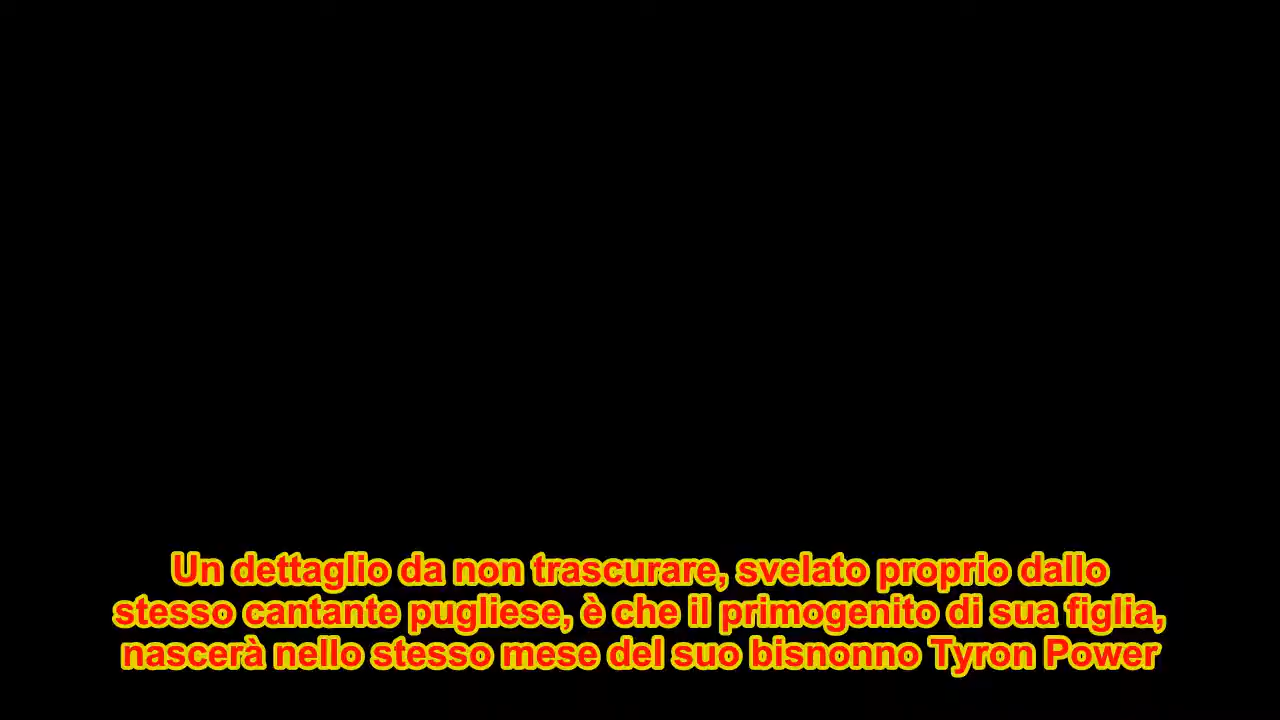 Un dettaglio da non trascurare, svelato proprio dallo
stesso cantante pugliese, è che il primogenito di sua figlia,
nascerà nello stesso mese del suo bisnonno Tyron Power